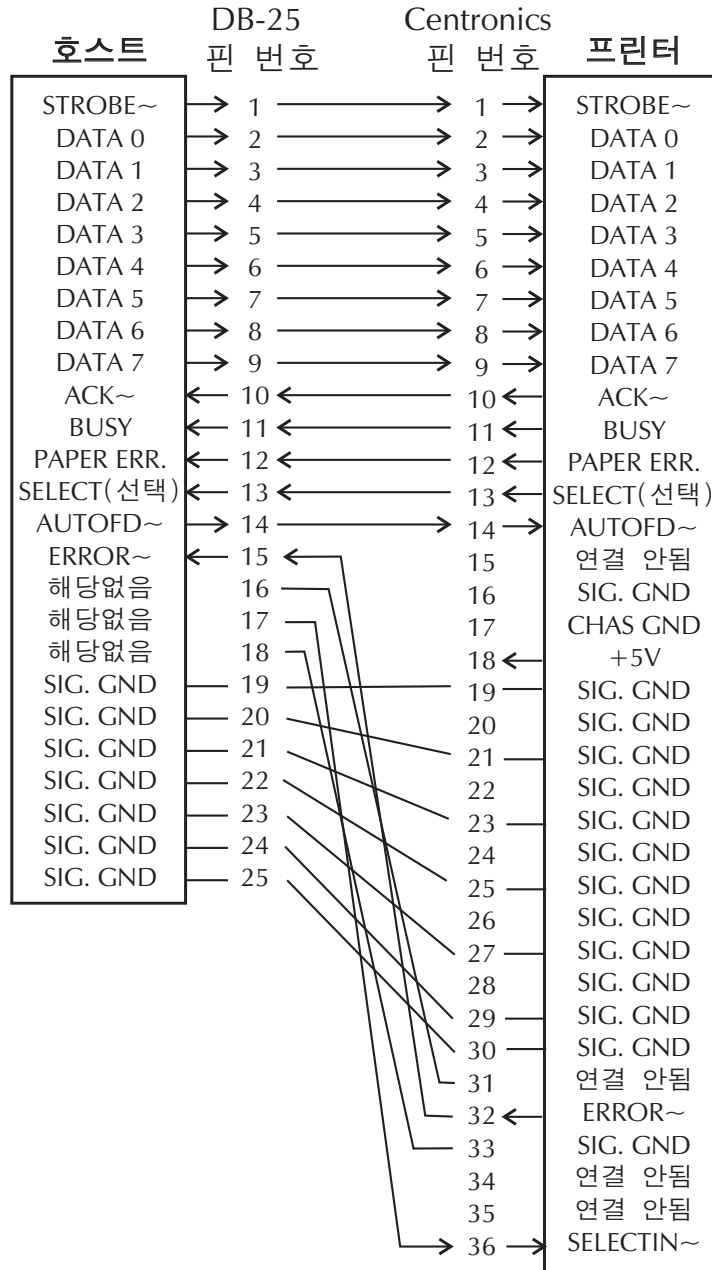 DB-25 Centronics
호스트 핀 번호 핀 번호 프린터
STROBE~ 1 1 STROBE~
DATA 0 2 2 DATA 0
DATA 1 3 3 DATA 1
DATA 2 4 4 DATA 2
DATA 3 5 5 DATA 3
DATA 4 6 6 DATA 4
DATA 5 7 7 DATA 5
DATA 6 8 8 DATA 6
DATA 7 9 9 DATA 7
ACK~ 10 10 ACK~
BUSY 11 11 BUSY
PAPER ERR. 12 12 PAPER ERR.
SELECT(선택) 13 13 SELECT(선택)
AUTOFD~ 14 14 AUTOFD~
ERROR~ 15 15 연결 안됨
해당없음 16 16 SIG. GND
해당없음 17 17 CHAS GND
해당없음 18 18 +5V
SIG. GND 19 19 SIG. GND
SIG. GND 20 20 SIG. GND
SIG. GND 21 21 SIG. GND
SIG. GND 22 22 SIG. GND
SIG. GND 23 23 SIG. GND
SIG. GND 24 24 SIG. GND
SIG. GND 25 25 SIG. GND
26 SIG. GND
27 SIG. GND
28 SIG. GND
29 SIG. GND
30 SIG. GND
31 연결 안됨
32 ERROR~
33 SIG. GND
34 연결 안됨
35 연결 안됨
36 SELECTIN~